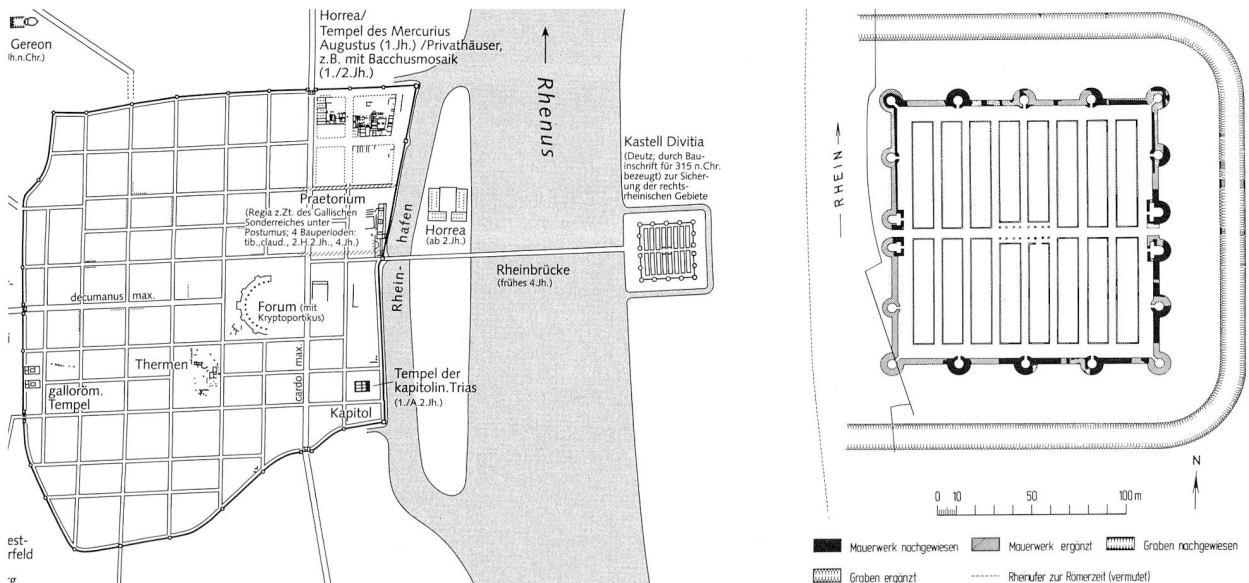 Gereon
Jh.n.Chr.)
Horrea/
Tempel des Mercurius
Augustus (1.Jh.) /Privathäuser,
z.B. mit Bacchusmosaik
(1./2.Jh.)
Rhenus
Kastell Divitia
(Deutz; durch Bau-
inschrift für 315 n.Chr.
bezeugt) zur Sicher-
ung der rechts-
rheinischen Gebiete
Praetorium
(Regia z.Zt. des Gallischen
Sonderreiches unter
Postumus; 4 Bauperioden:
tib.,claud., 2.H.2.Jh., 4.Jh.)
Rhein-
hafen
Horrea
(ab 2.Jh.)
Rheinbrücke
(frühes 4.Jh.)
decumanus max.
Forum (mit
Kryptoportikus)
Thermen
cardo max.
galloröm.
Tempel
Tempel der
kapitolin.Trias
(1./A.2.Jh.)
Kapitol
est-
rfeld
RHEIN
N
0 10 50 100 m
Mauerwerk nachgewiesen
Mauerwerk ergänzt
Graben nachgewiesen
Graben ergänzt
Rheinufer zur Römerzeit (vermutet)